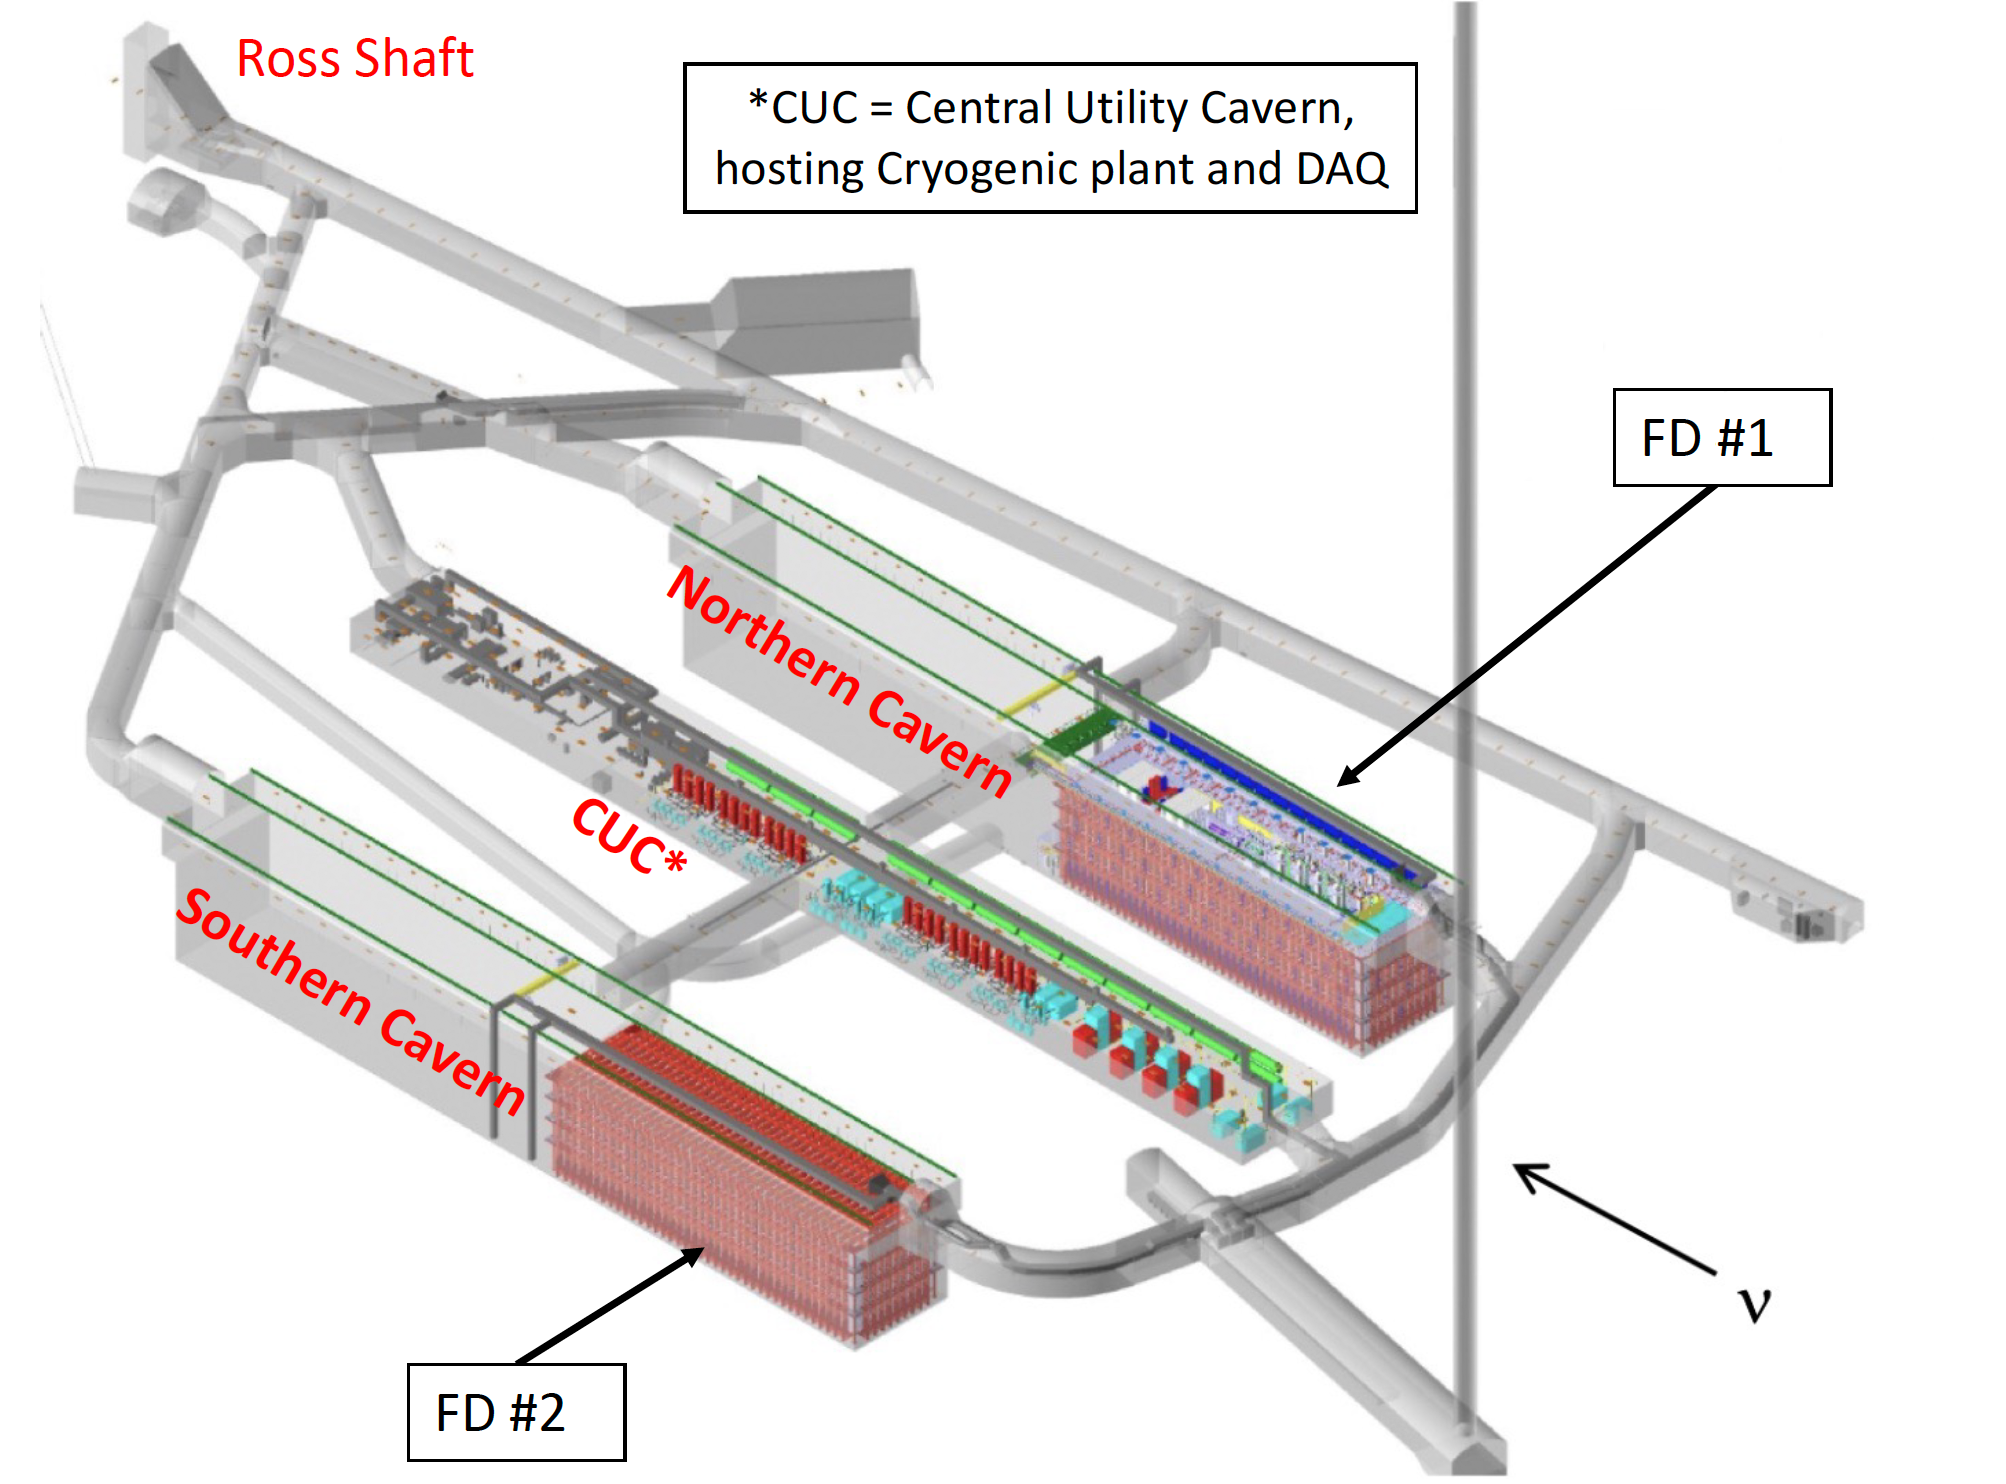 Ross Shaft
*CUC = Central Utility Cavern,
hosting Cryogenic plant and DAQ
FD #1
Northern Cavern
CUC*
Southern Cavern
ν
FD #2